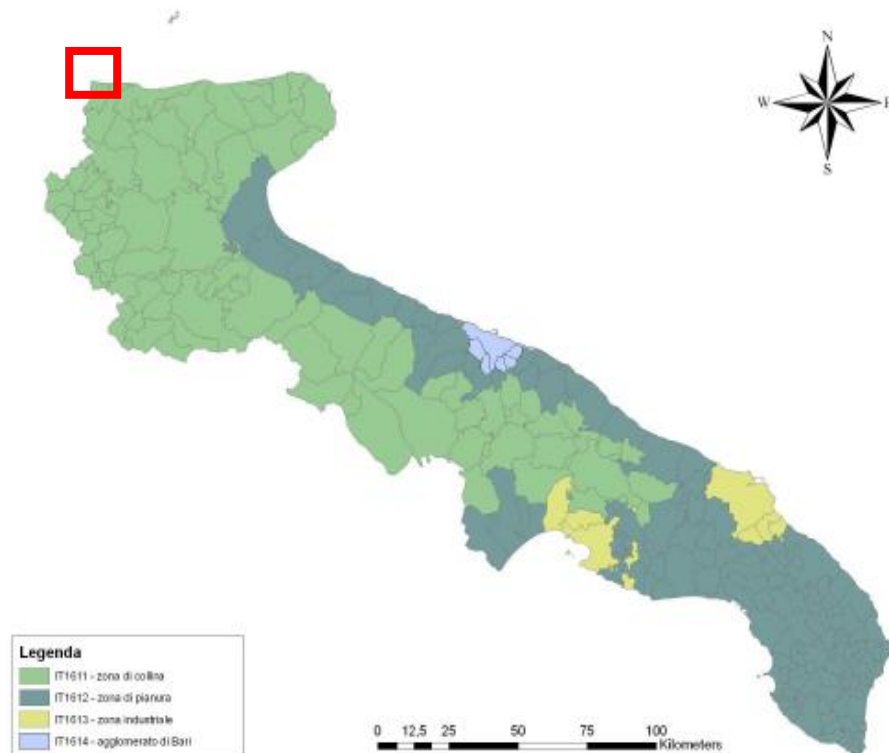 N
W
E
S
Legenda
IT1611 - zona di collina
IT1612 - zona di pianura
IT1613 - zona industriale
IT1614 - agglomerato di Bari
0 12,5 25 50 75 100
Kilometers